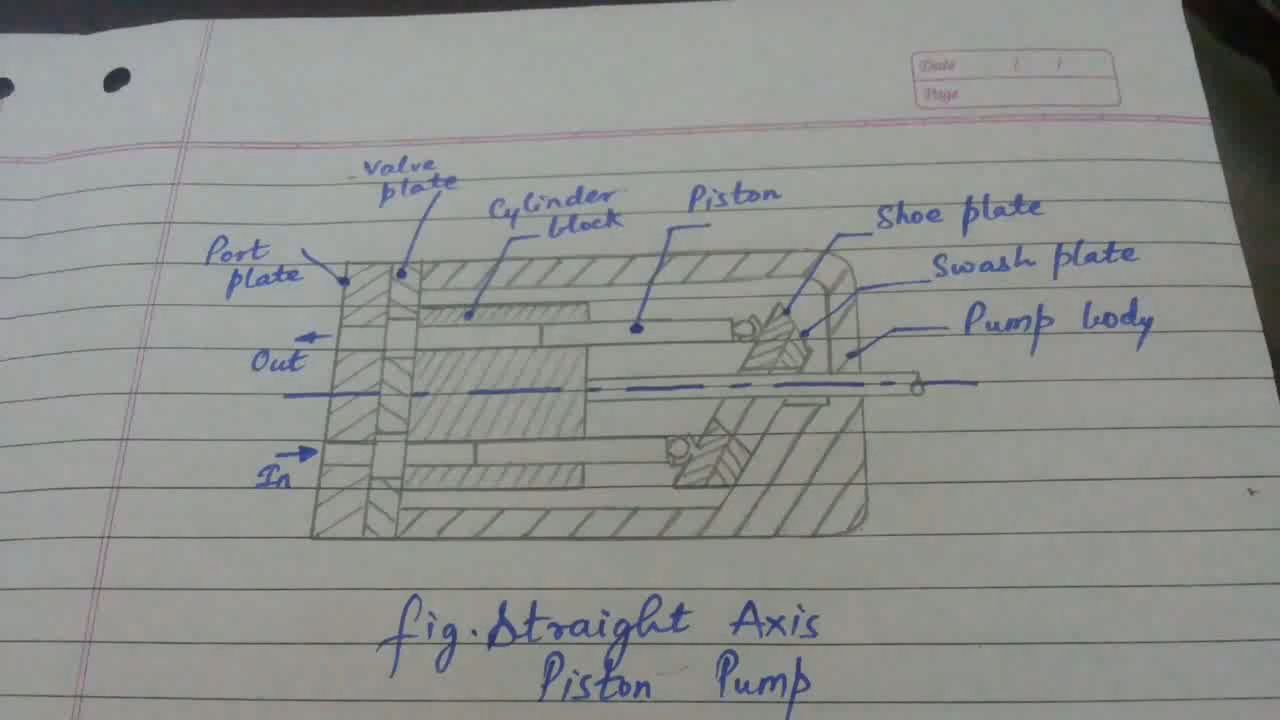 Date / /
Page
Valve
plate
Cylinder
block
Piston
Shoe plate
Port
plate
Swash plate
Pump body
Out
In
fig. Straight Axis
Piston Pump